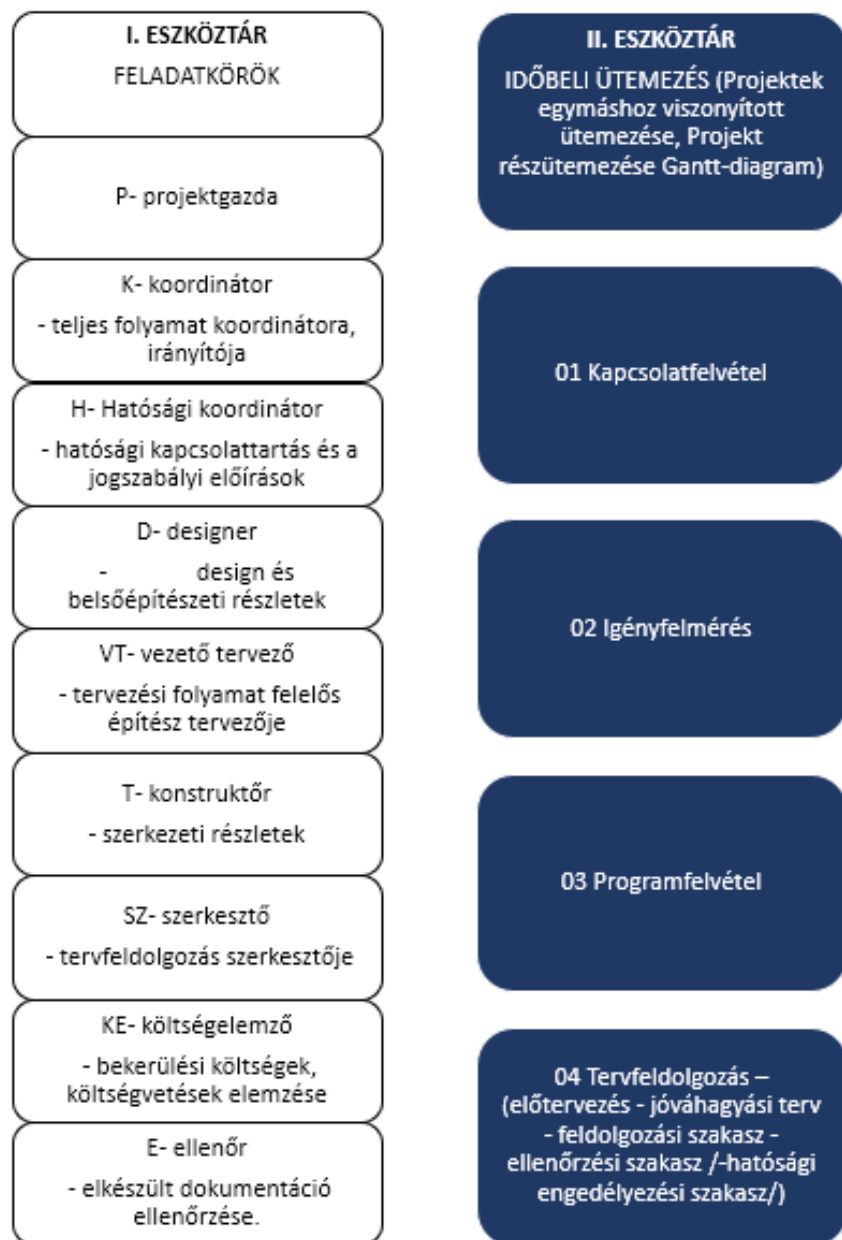 I. ESZKÖZTÁR
FELADATKÖRÖK
P- projektgazda
K- koordinátor
- teljes folyamat koordinátora,
irányítója
H- Hatósági koordinátor
- hatósági kapcsolattartás és a
jogszabályi előírások
D- designer
- design és
belsőépítészeti részletek
VT- vezető tervező
- tervezési folyamat felelős
építész tervezője
T- konstruktőr
- szerkezeti részletek
SZ- szerkesztő
- tervfeldolgozás szerkesztője
KE- költségelemző
- bekerülési költségek,
költségvetések elemzése
E- ellenőr
- elkészült dokumentáció
ellenőrzése.
II. ESZKÖZTÁR
IDŐBELI ÜTEMEZÉS (Projektek
egymáshoz viszonyított
ütemezése, Projekt
részütemezése Gantt-diagram)
01 Kapcsolatfelvétel
02 Igényfelmérés
03 Programfelvétel
04 Tervfeldolgozás –
(előtervezés - jóváhagyási terv
- feldolgozási szakasz -
ellenőrzési szakasz /-hatósági
engedélyezési szakasz/)